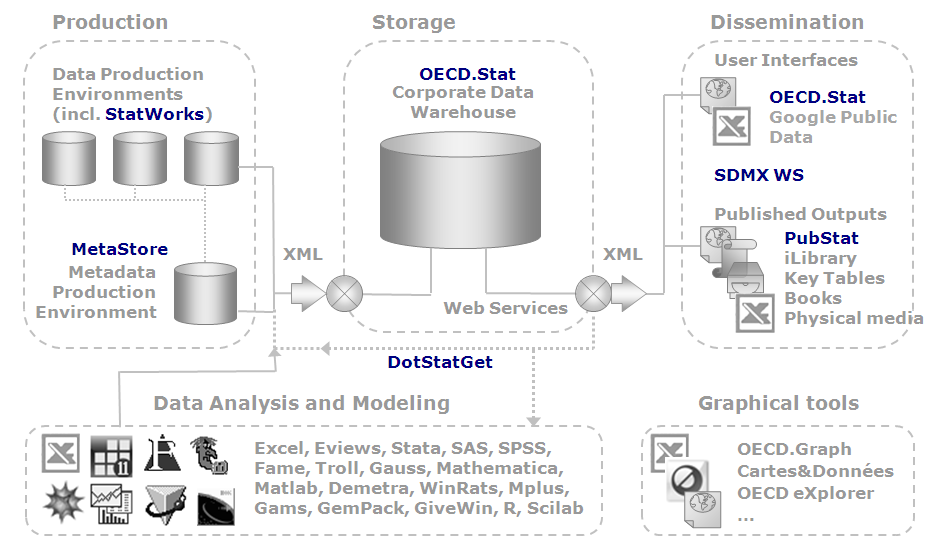 Production
Storage
Dissemination
Data Production
Environments
(incl. StatWorks)
MetaStore
Metadata
Production
Environment
XML
OECD.Stat
Corporate Data
Warehouse
Web Services
XML
User Interfaces
OECD.Stat
Google Public
Data
SDMX WS
Published Outputs
PubStat
iLibrary
Key Tables
Books
Physical media
DotStatGet
Data Analysis and Modeling
Excel, Eviews, Stata, SAS, SPSS,
Fame, Troll, Gauss, Mathematica,
Matlab, Demetra, WinRats, Mplus,
Gams, GemPack, GiveWin, R, Scilab
11
Graphical tools
OECD.Graph
Cartes&Données
OECD eXplorer
...